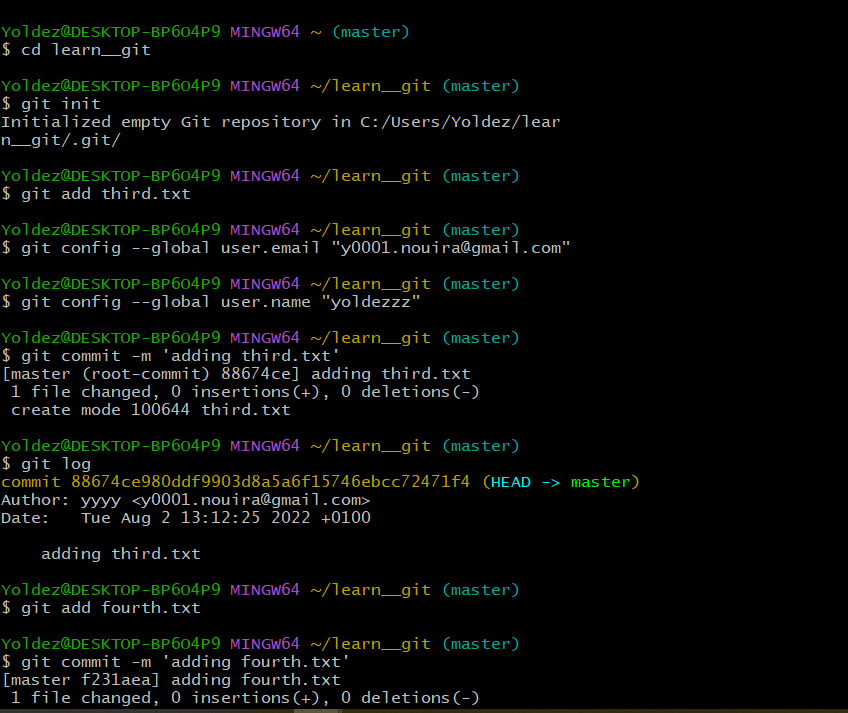 Yoldez@DESKTOP-BP6O4P9 MINGW64 ~ (master)
$ cd learn__git

Yoldez@DESKTOP-BP6O4P9 MINGW64 ~/learn__git (master)
$ git init
Initialized empty Git repository in C:/Users/Yoldez/lear
n__git/.git/

Yoldez@DESKTOP-BP6O4P9 MINGW64 ~/learn__git (master)
$ git add third.txt

Yoldez@DESKTOP-BP6O4P9 MINGW64 ~/learn__git (master)
$ git config --global user.email "y0001.nouira@gmail.com"

Yoldez@DESKTOP-BP6O4P9 MINGW64 ~/learn__git (master)
$ git config --global user.name "yoldezzz"

Yoldez@DESKTOP-BP6O4P9 MINGW64 ~/learn__git (master)
$ git commit -m 'adding third.txt'
[master (root-commit) 88674ce] adding third.txt
 1 file changed, 0 insertions(+), 0 deletions(-)
 create mode 100644 third.txt

Yoldez@DESKTOP-BP6O4P9 MINGW64 ~/learn__git (master)
$ git log
commit 88674ce980ddf9903d8a5a6f15746ebcc72471f4 (HEAD -> master)
Author: yyyy <y0001.nouira@gmail.com>
Date:   Tue Aug 2 13:12:25 2022 +0100

    adding third.txt

Yoldez@DESKTOP-BP6O4P9 MINGW64 ~/learn__git (master)
$ git add fourth.txt

Yoldez@DESKTOP-BP6O4P9 MINGW64 ~/learn__git (master)
$ git commit -m 'adding fourth.txt'
[master f231aea] adding fourth.txt
 1 file changed, 0 insertions(+), 0 deletions(-)